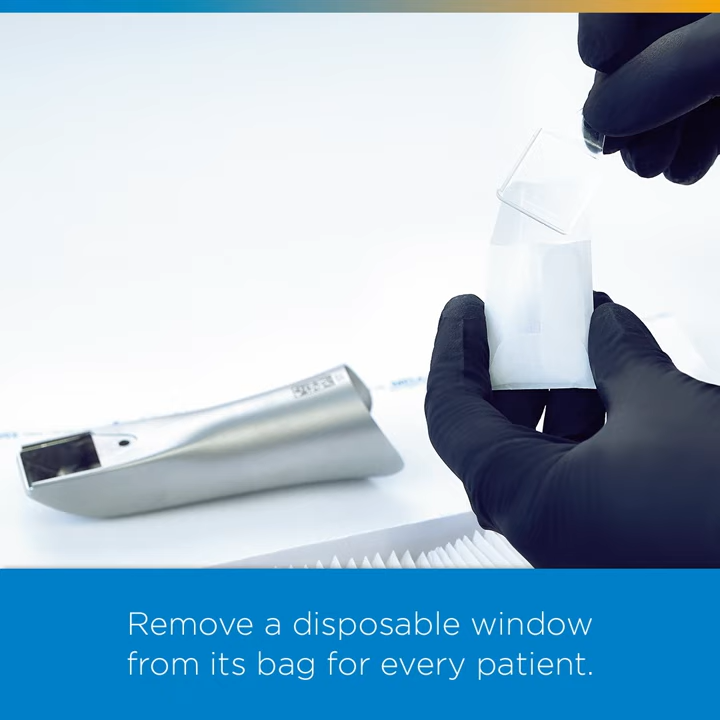 Remove a disposable window
from its bag for every patient.